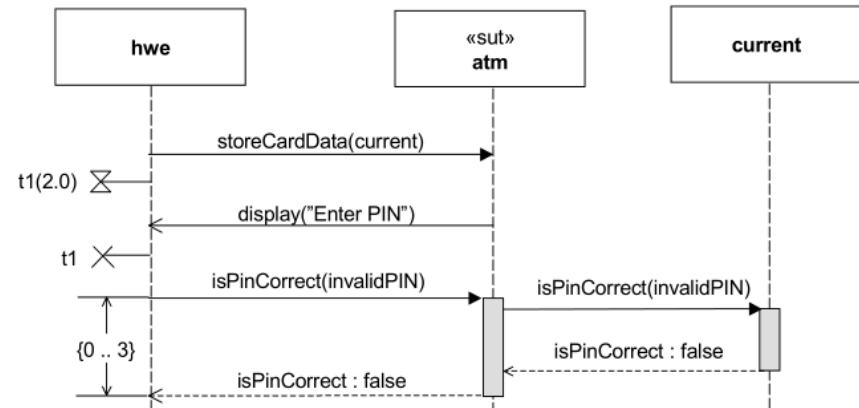 hwe
«sut»
atm
current
storeCardData(current)
t1(2.0)
display(”Enter PIN”)
t1
isPinCorrect(invalidPIN)
isPinCorrect(invalidPIN)
{0 .. 3}
isPinCorrect : false
isPinCorrect : false